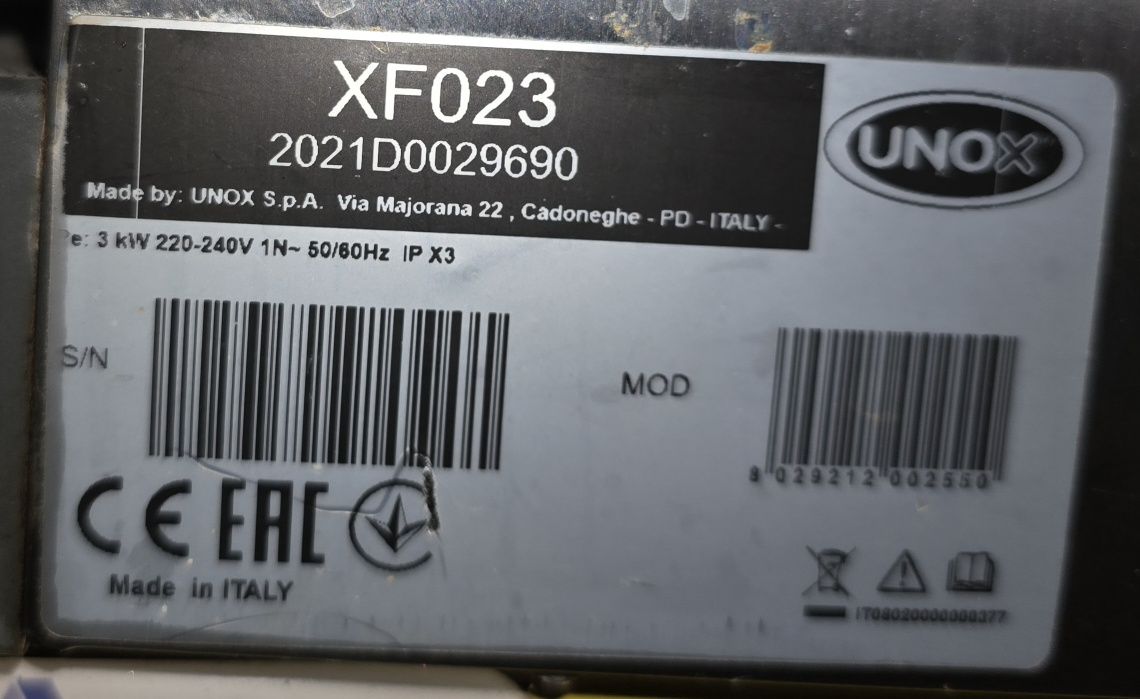 XF023
2021D0029690
UNOX
Made by: UNOX S.p.A. Via Majorana 22 , Cadoneghe - PD - ITALY -
e: 3 kW 220-240V 1N~ 50/60Hz IP X3
S/N
MOD
8 029212 002550
CE EAC
Made in ITALY
IT08020000000377